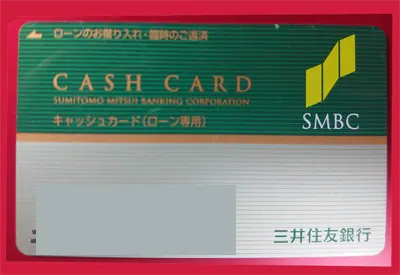 ローンのお借り入れ・臨時のご返済
CASH CARD
SUMITOMO MITSUI BANKING CORPORATION
キャッシュカード(ローン専用)
SMBC
三井住友銀行